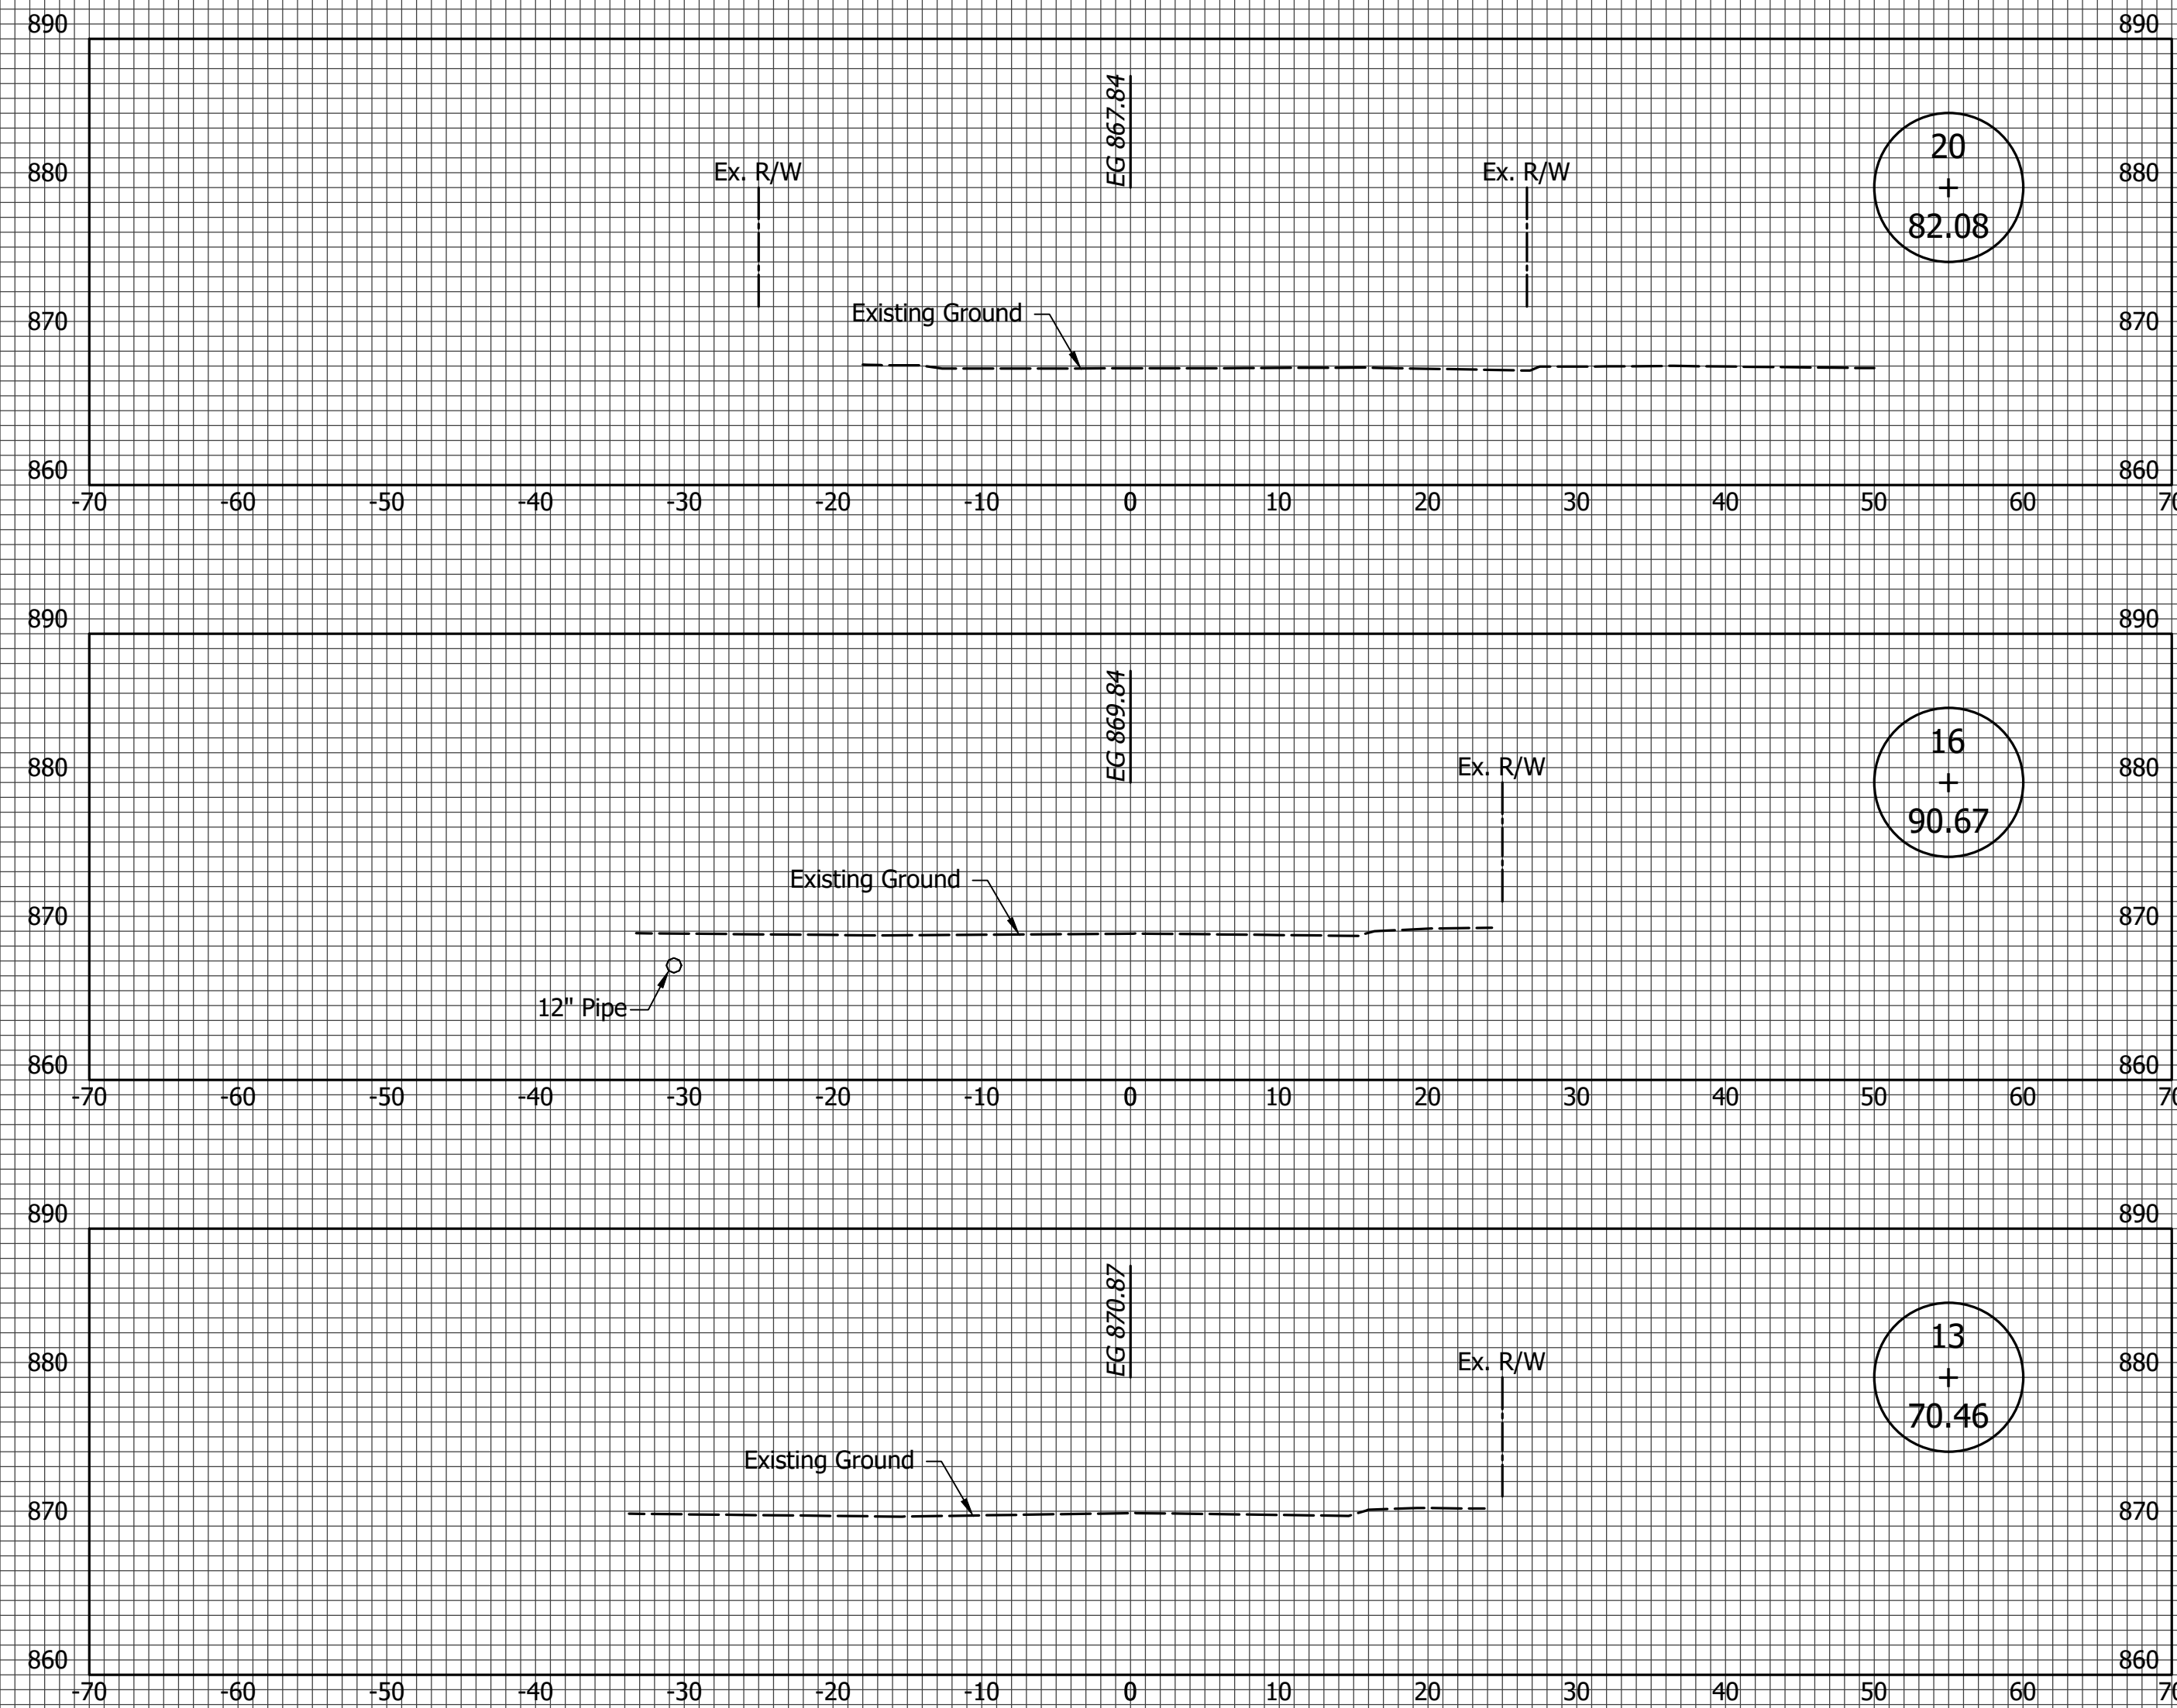 890 890
EG 867.84
20
+
82.08
880 Ex. R/W Ex. R/W 880
870 Existing Ground 870
860 860
-70 -60 -50 -40 -30 -20 -10 0 10 20 30 40 50 60 70
890 890
EG 869.84
16
+
90.67
880 Ex. R/W 880
Existing Ground
870 870
12" Pipe
860 860
-70 -60 -50 -40 -30 -20 -10 0 10 20 30 40 50 60 70
890 890
EG 870.87
13
+
70.46
880 Ex. R/W 880
Existing Ground
870 870
860 860
-70 -60 -50 -40 -30 -20 -10 0 10 20 30 40 50 60 70